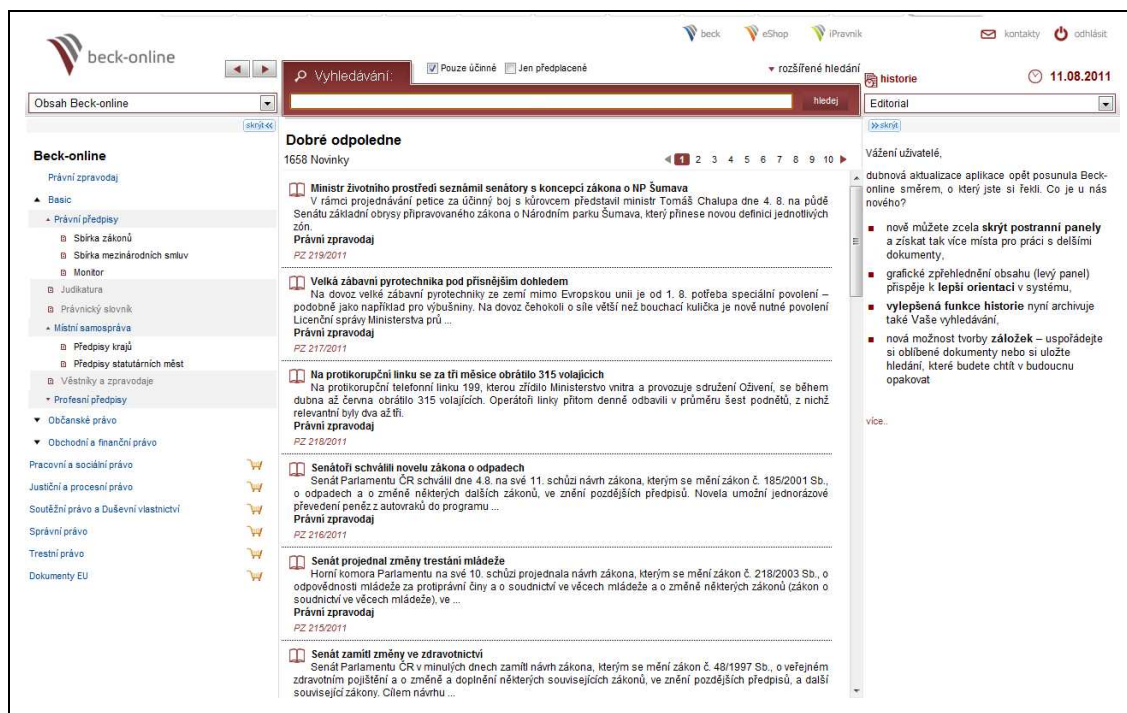 beck-online
beck
eShop
iPravnik
kontakty
odhlásit
Vyhledávání:
Pouze účinné
Jen předplacené
rozšířené hledání
hledej
historie
11.08.2011
Obsah Beck-online
Editorial
skrýt
skrýt
Beck-online
Právní zpravodaj
Basic
Právní předpisy
Sbírka zákonů
Sbírka mezinárodních smluv
Monitor
Judikatura
Právnický slovník
Místní samospráva
Předpisy krajů
Předpisy statutárních měst
Věstníky a zpravodaje
Profesní předpisy
Občanské právo
Obchodní a finanční právo
Pracovní a sociální právo
Justiční a procesní právo
Soutěžní právo a Duševní vlastnictví
Správní právo
Trestní právo
Dokumenty EU
Dobré odpoledne
1658 Novinky
1 2 3 4 5 6 7 8 9 10
Ministr životního prostředí seznámil senátory s koncepcí zákona o NP Šumava
V rámci projednávání petice za účinný boj s kůrovcem představil ministr Tomáš Chalupa dne 4. 8. na půdě
Senátu základní obrysy připravovaného zákona o Národním parku Šumava, který přinese novou definici jednotlivých
zón.
Právní zpravodaj
PZ 219/2011
Velká zábavní pyrotechnika pod přísnějším dohledem
Na dovoz velké zábavní pyrotechniky ze zemí mimo Evropskou unii je od 1. 8. potřeba speciální povolení –
podobně jako například pro výbušniny. Na dovoz čehokoli o síle větší než bouchací kulička je nově nutné povolení
Licenční správy Ministerstva prů ...
Právní zpravodaj
PZ 217/2011
Na protikorupční linku se za tři měsíce obrátilo 315 volajících
Na protikorupční telefonní linku 199, kterou zřídilo Ministerstvo vnitra a provozuje sdružení Oživení, se během
dubna až června obrátilo 315 volajících. Operátoři linky přitom denně odbavili v průměru šest podnětů, z nichž
relevantní byly dva až tři.
Právní zpravodaj
PZ 218/2011
Senátoři schválili novelu zákona o odpadech
Senát Parlamentu ČR schválil dne 4.8. na své 11. schůzi návrh zákona, kterým se mění zákon č. 185/2001 Sb.,
o odpadech a o změně některých dalších zákonů, ve znění pozdějších předpisů. Novela umožní jednorázové
převedení peněz z autovraků do programu ...
Právní zpravodaj
PZ 216/2011
Senát projednal změny trestání mládeže
Horní komora Parlamentu na své 10. schůzi projednala návrh zákona, kterým se mění zákon č. 218/2003 Sb., o
odpovědnosti mládeže za protiprávní činy a o soudnictví ve věcech mládeže a o změně některých zákonů (zákon o
soudnictví ve věcech mládeže), ve ...
Právní zpravodaj
PZ 215/2011
Senát zamítl změny ve zdravotnictví
Senát Parlamentu ČR v minulých dnech zamítl návrh zákona, kterým se mění zákon č. 48/1997 Sb., o veřejném
zdravotním pojištění a o změně a doplnění některých souvisejících zákonů, ve znění pozdějších předpisů, a další
související zákony. Cílem návrhu ...
Vážení uživatelé,
dubnová aktualizace aplikace opět posunula Beck-
online směrem, o který jste si řekli. Co je u nás
nového?
nově můžete zcela skrýt postranní panely
a získat tak více místa pro práci s delšími
dokumenty,
grafické zpřehlednění obsahu (levý panel)
přispěje k lepší orientaci v systému,
vylepšená funkce historie nyní archivuje
také Vaše vyhledávání,
nová možnost tvorby záložek – uspořádejte
si oblíbené dokumenty nebo si uložte
hledání, které budete chtít v budoucnu
opakovat
více..